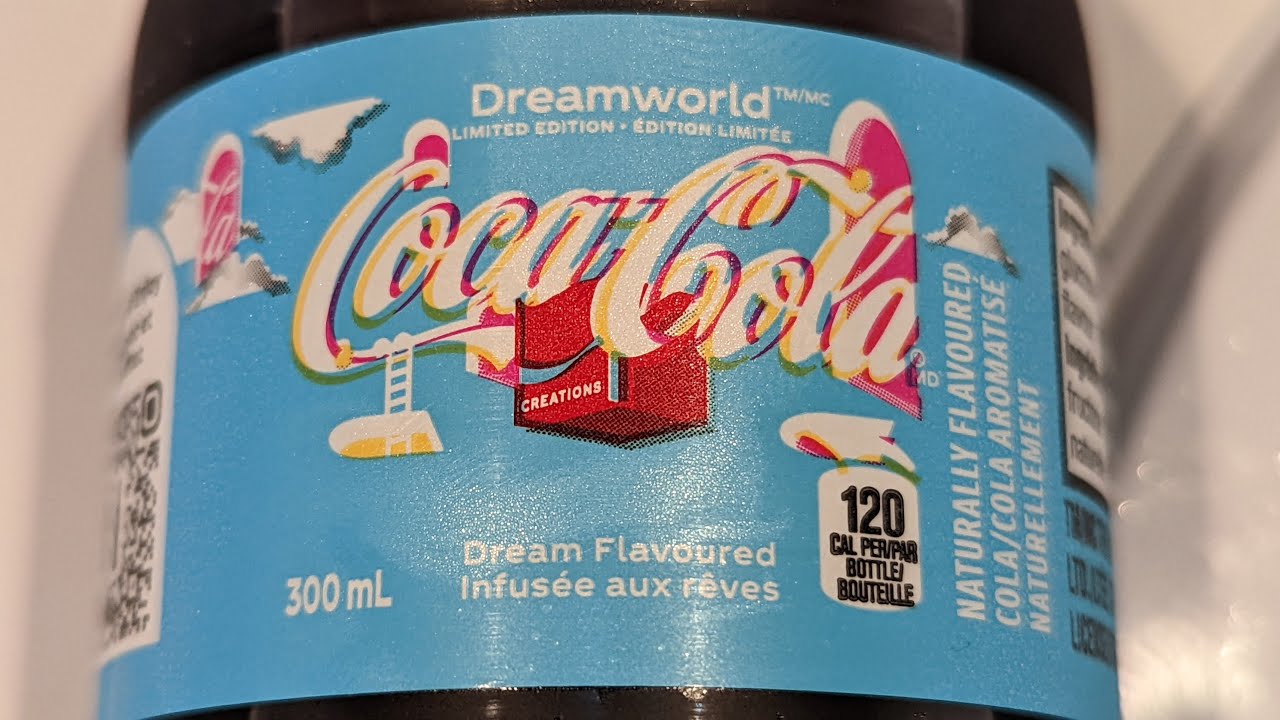 Dreamworld™/MC
LIMITED EDITION • ÉDITION LIMITÉE
Coca-Cola
MD
CREATIONS
Dream Flavoured
Infusée aux rêves
300 mL
120
CAL PER/PAR
BOTTLE/
BOUTEILLE
NATURALLY FLAVOURED
COLA/COLA AROMATISÉ
NATURELLEMENT